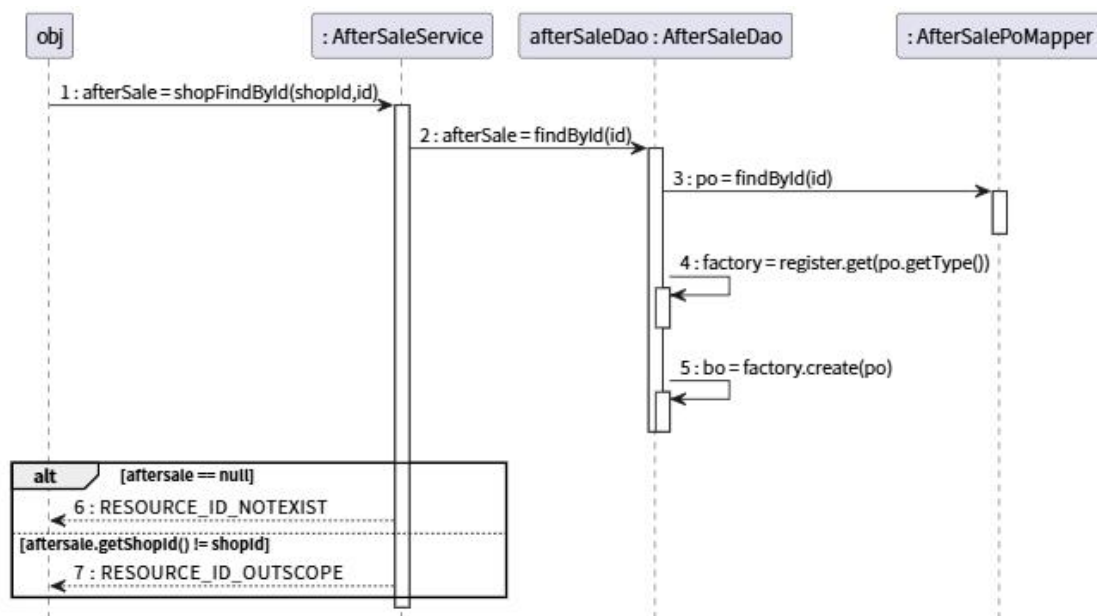 obj
: AfterSaleService
afterSaleDao : AfterSaleDao
: AfterSalePoMapper
1 : afterSale = shopFindById(shopId,id)
2 : afterSale = findById(id)
3 : po = findById(id)
4 : factory = register.get(po.getType())
5 : bo = factory.create(po)
alt [aftersale == null]
6 : RESOURCE_ID_NOTEXIST
[aftersale.getShopId() != shopId]
7 : RESOURCE_ID_OUTSCOPE